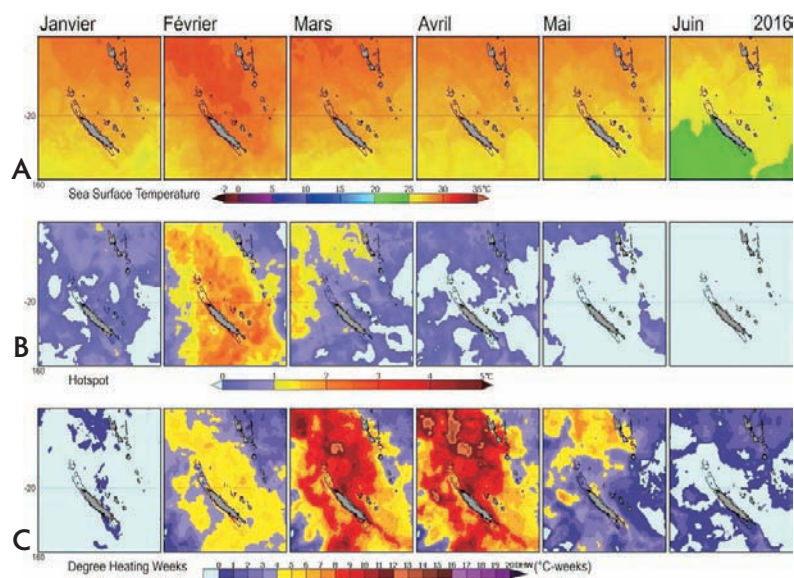 Janvier Février Mars Avril Mai Juin 2016
-20
A
160
Sea Surface Temperature -2 0 5 10 15 20 25 30 35°C
-20
B
160
Hotspot 0 1 2 3 4 5°C
-20
C
160
Degree Heating Weeks 0 1 2 3 4 5 6 7 8 9 10 11 12 13 14 15 16 17 18 19 20 DHW (°C-weeks)